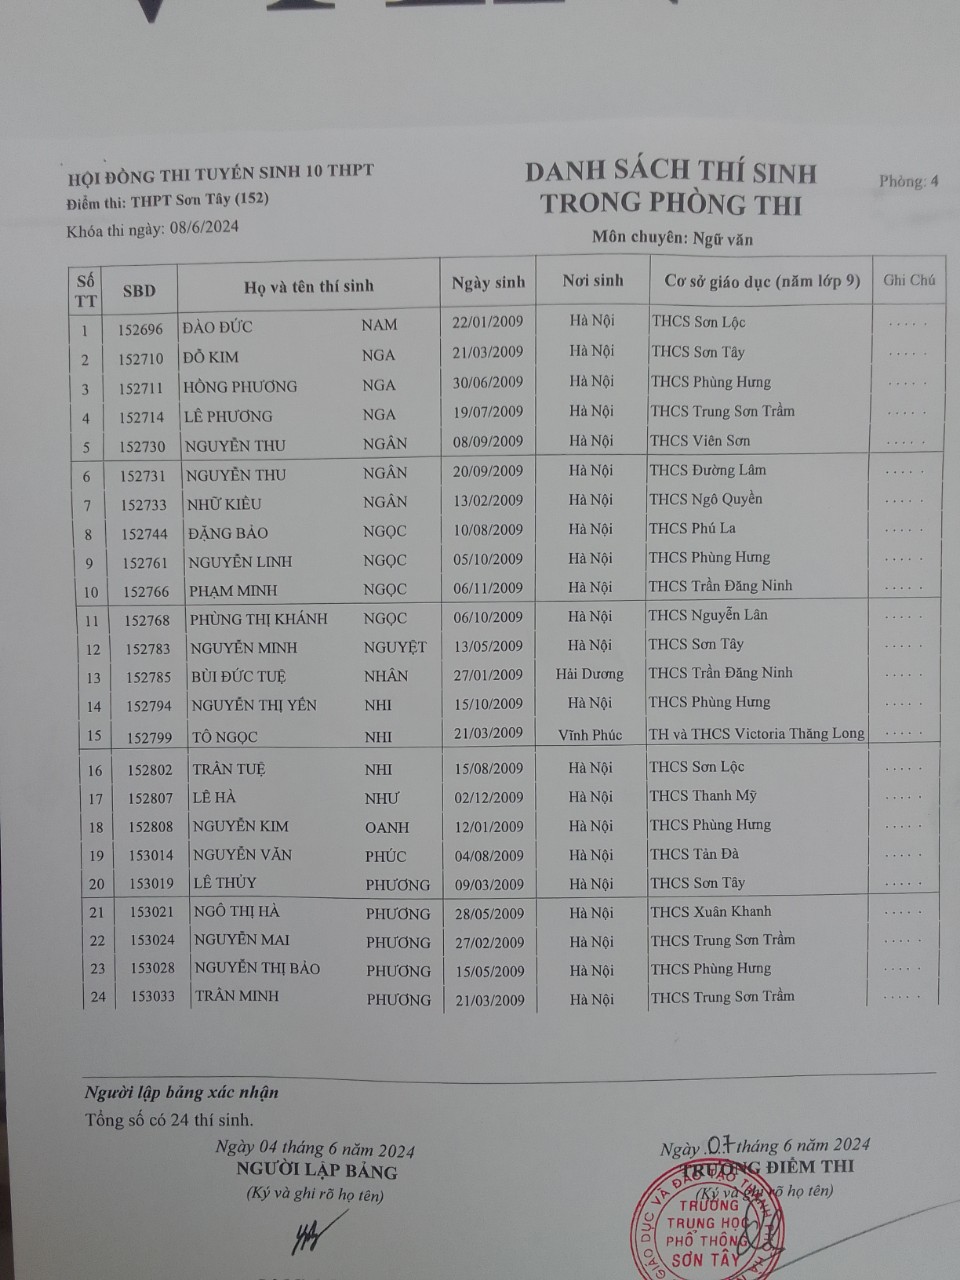 HỘI ĐỒNG THI TUYỂN SINH 10 THPT
Điểm thi: THPT Sơn Tây (152)
Khóa thi ngày: 08/6/2024
DANH SÁCH THÍ SINH
TRONG PHÒNG THI
Môn chuyên: Ngữ văn
Phòng: 4
Số TT SBD Họ và tên thí sinh Ngày sinh Nơi sinh Cơ sở giáo dục (năm lớp 9) Ghi Chú
1 152696 ĐÀO ĐỨC NAM 22/01/2009 Hà Nội THCS Sơn Lộc .....
2 152710 ĐỖ KIM NGA 21/03/2009 Hà Nội THCS Sơn Tây .....
3 152711 HỒNG PHƯƠNG NGA 30/06/2009 Hà Nội THCS Phùng Hưng .....
4 152714 LÊ PHƯƠNG NGA 19/07/2009 Hà Nội THCS Trung Sơn Trầm .....
5 152730 NGUYỄN THU NGÂN 08/09/2009 Hà Nội THCS Viên Sơn .....
6 152731 NGUYỄN THU NGÂN 20/09/2009 Hà Nội THCS Đường Lâm .....
7 152733 NHỮ KIỀU NGÂN 13/02/2009 Hà Nội THCS Ngô Quyền .....
8 152744 ĐẶNG BẢO NGỌC 10/08/2009 Hà Nội THCS Phú La .....
9 152761 NGUYỄN LINH NGỌC 05/10/2009 Hà Nội THCS Phùng Hưng .....
10 152766 PHẠM MINH NGỌC 06/11/2009 Hà Nội THCS Trần Đăng Ninh .....
11 152768 PHÙNG THỊ KHÁNH NGỌC 06/10/2009 Hà Nội THCS Nguyễn Lân .....
12 152783 NGUYỄN MINH NGUYỆT 13/05/2009 Hà Nội THCS Sơn Tây .....
13 152785 BÙI ĐỨC TUỆ NHÂN 27/01/2009 Hải Dương THCS Trần Đăng Ninh .....
14 152794 NGUYỄN THỊ YẾN NHI 15/10/2009 Hà Nội THCS Phùng Hưng .....
15 152799 TÔ NGỌC NHI 21/03/2009 Vĩnh Phúc TH và THCS Victoria Thăng Long .....
16 152802 TRẦN TUỆ NHI 15/08/2009 Hà Nội THCS Sơn Lộc .....
17 152807 LÊ HÀ NHƯ 02/12/2009 Hà Nội THCS Thanh Mỹ .....
18 152808 NGUYỄN KIM OANH 12/01/2009 Hà Nội THCS Phùng Hưng .....
19 153014 NGUYỄN VĂN PHÚC 04/08/2009 Hà Nội THCS Tản Đà .....
20 153019 LÊ THÙY PHƯƠNG 09/03/2009 Hà Nội THCS Sơn Tây .....
21 153021 NGÔ THỊ HÀ PHƯƠNG 28/05/2009 Hà Nội THCS Xuân Khanh .....
22 153024 NGUYỄN MAI PHƯƠNG 27/02/2009 Hà Nội THCS Trung Sơn Trầm .....
23 153028 NGUYỄN THỊ BẢO PHƯƠNG 15/05/2009 Hà Nội THCS Phùng Hưng .....
24 153033 TRẦN MINH PHƯƠNG 21/03/2009 Hà Nội THCS Trung Sơn Trầm .....
Người lập bảng xác nhận
Tổng số có 24 thí sinh.
Ngày 04 tháng 6 năm 2024
NGƯỜI LẬP BẢNG
(Ký và ghi rõ họ tên)
Ngày 07 tháng 6 năm 2024
TRƯỞNG ĐIỂM THI
(Ký và ghi rõ họ tên)
TRƯỜNG
TRUNG HỌC
PHỔ THÔNG
SƠN TÂY